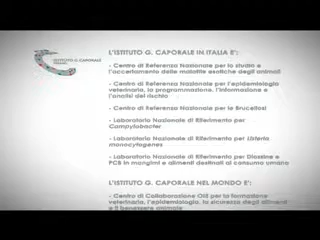 ISTITUTO G. CAPORALE
TERAMO
L'ISTITUTO G. CAPORALE IN ITALIA E':
- Centro di Referenza Nazionale per lo studio e
l'accertamento delle malattie esotiche degli animali
- Centro di Referenza Nazionale per l'epidemiologia
veterinaria, la programmazione, l'informazione e
l'analisi del rischio
- Centro di Referenza Nazionale per le Brucellosi
- Laboratorio Nazionale di Riferimento per
Campylobacter
- Laboratorio Nazionale di Riferimento per Listeria
monocytogenes
- Laboratorio Nazionale di Riferimento per Diossine e
PCB in mangimi e alimenti destinati al consumo umano
L'ISTITUTO G. CAPORALE NEL MONDO E':
- Centro di Collaborazione OIE per la formazione
veterinaria, l'epidemiologia, la sicurezza degli alimenti
e il benessere animale